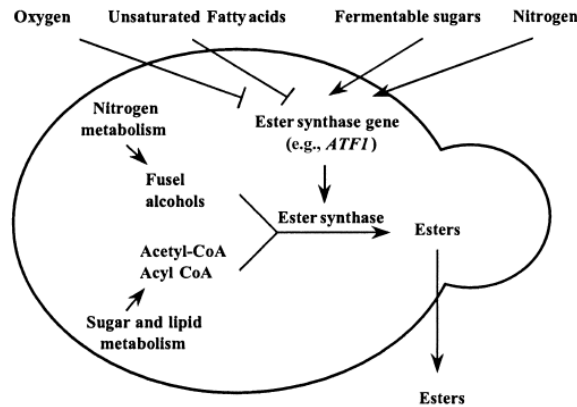 Oxygen
Unsaturated Fatty acids
Fermentable sugars
Nitrogen
Nitrogen
metabolism
Ester synthase gene
(e.g., ATF1)
Fusel
alcohols
Ester synthase
Esters
Acetyl-CoA
Acyl CoA
Sugar and lipid
metabolism
Esters